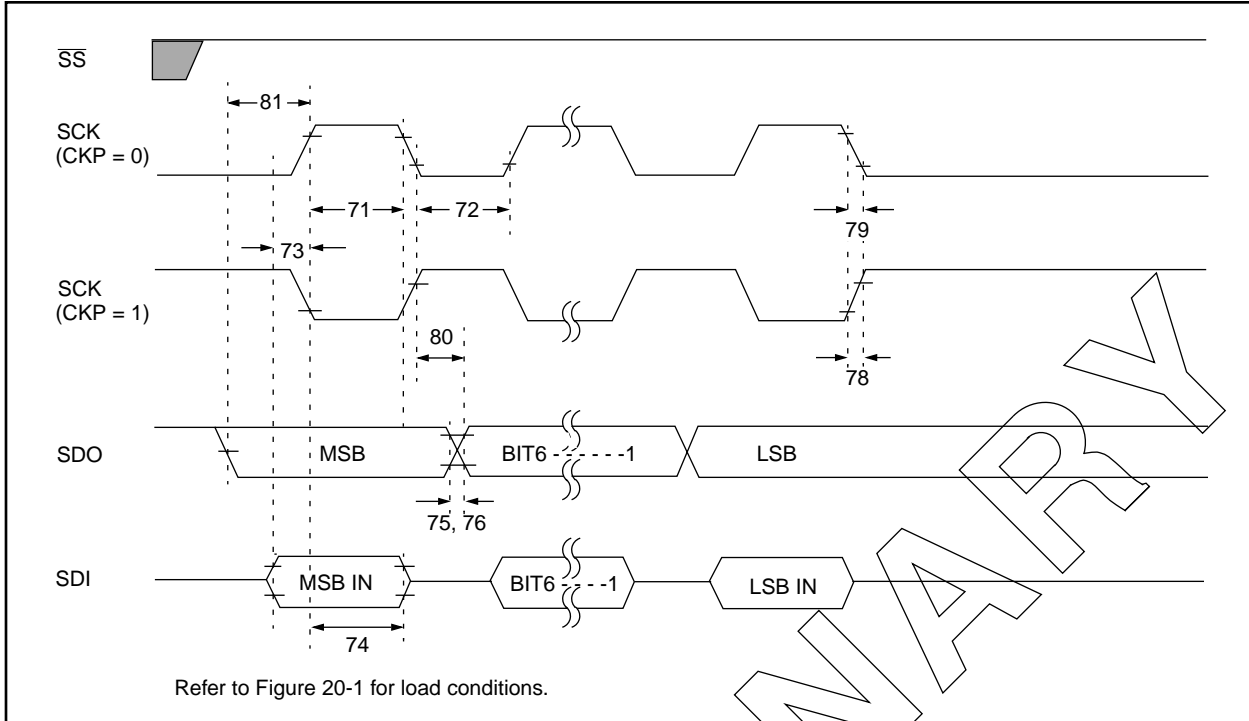 SS
81
SCK
(CKP = 0)
71
72
79
73
SCK
(CKP = 1)
80
78
SDO
MSB
BIT6 - - - - - -1
LSB
75, 76
SDI
MSB IN
BIT6 - - - -1
LSB IN
74
Refer to Figure 20-1 for load conditions.
NARY